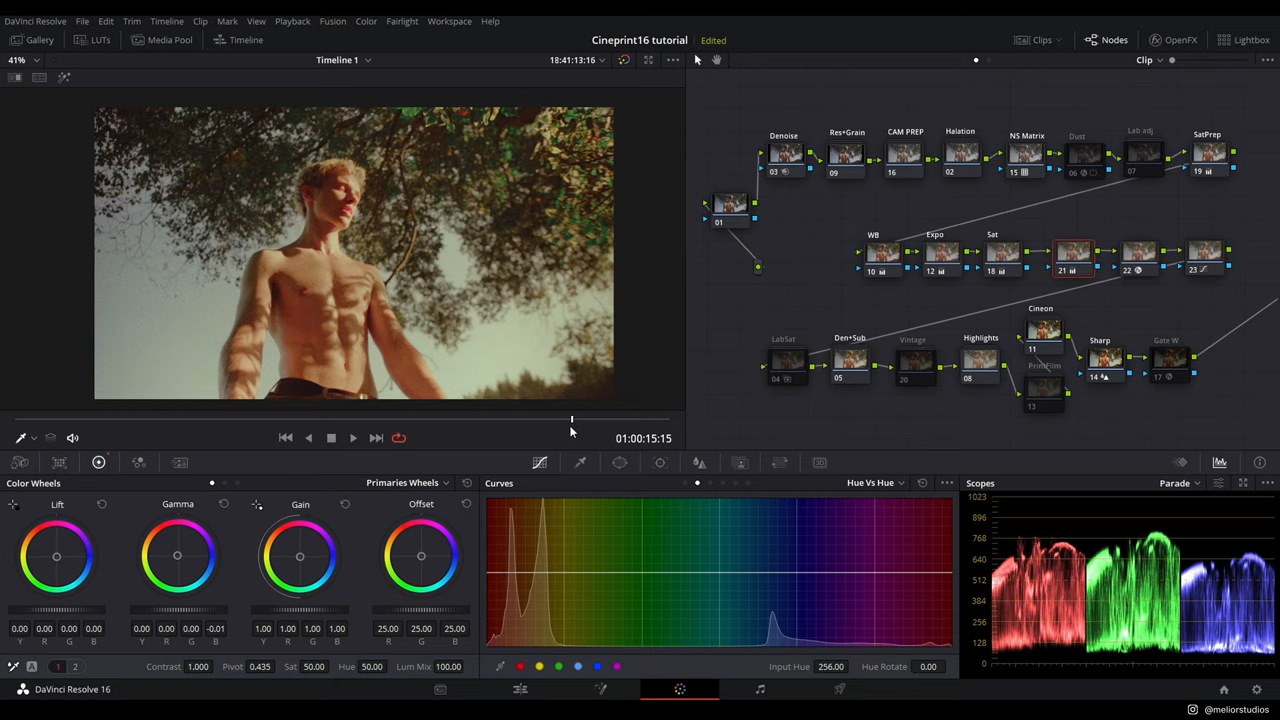 DaVinci Resolve File Edit Trim Timeline Clip Mark View Playback Fusion Color Fairlight Workspace Help
Gallery LUTs Media Pool Timeline Cineprint16 tutorial Edited Clips Nodes OpenFX Lightbox
41% Timeline 1 18:41:13:16 Clip
Denoise Res+Grain CAM PREP Halation NS Matrix Dust Lab adj SatPrep
03 09 16 02 15 06 07 19
01
WB Expo Sat
10 12 18 21 22 23
Cineon
LabSat Den+Sub Vintage Highlights 11 Sharp Gate W
PrimFilm
04 05 20 08 14 17
13
01:00:15:15
Color Wheels Primaries Wheels Curves Hue Vs Hue Scopes Parade
Lift Gamma Gain Offset
1023
896
768
640
512
384
256
128
0
0.00 0.00 0.00 0.00 0.00 0.00 0.00 -0.01 1.00 1.00 1.00 1.00 25.00 25.00 25.00
Y R G B Y R G B Y R G B R G B
A 1 2 Contrast 1.000 Pivot 0.435 Sat 50.00 Hue 50.00 Lum Mix 100.00 Input Hue 256.00 Hue Rotate 0.00
DaVinci Resolve 16
@meliorstudios